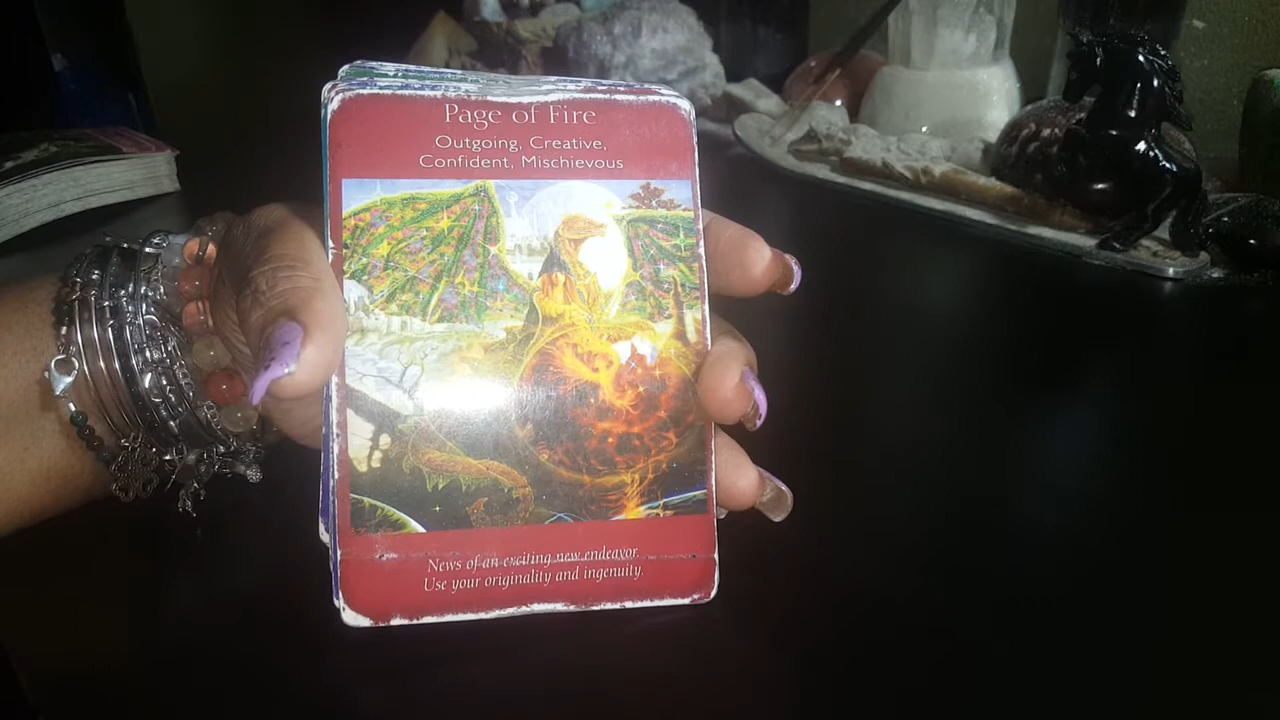 Page of Fire
Outgoing, Creative,
Confident, Mischievous
News of an exciting new endeavor.
Use your originality and ingenuity.